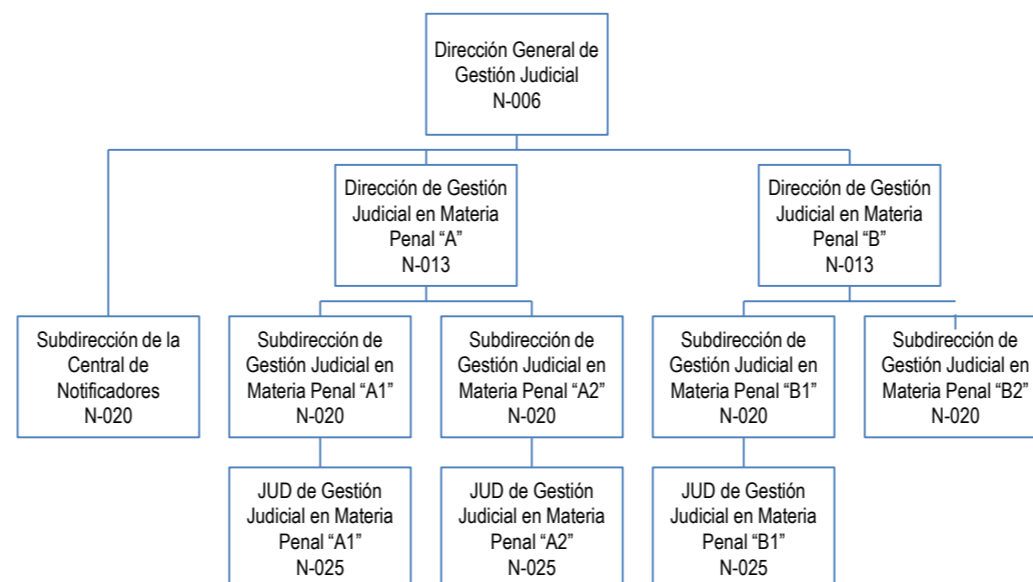 Dirección General de
Gestión Judicial
N-006
Dirección de Gestión
Judicial en Materia
Penal “A”
N-013
Dirección de Gestión
Judicial en Materia
Penal “B”
N-013
Subdirección de la
Central de
Notificadores
N-020
Subdirección de
Gestión Judicial en
Materia Penal “A1”
N-020
Subdirección de
Gestión Judicial en
Materia Penal “A2”
N-020
Subdirección de
Gestión Judicial en
Materia Penal “B1”
N-020
Subdirección de
Gestión Judicial en
Materia Penal “B2”
N-020
JUD de Gestión
Judicial en Materia
Penal “A1”
N-025
JUD de Gestión
Judicial en Materia
Penal “A2”
N-025
JUD de Gestión
Judicial en Materia
Penal “B1”
N-025